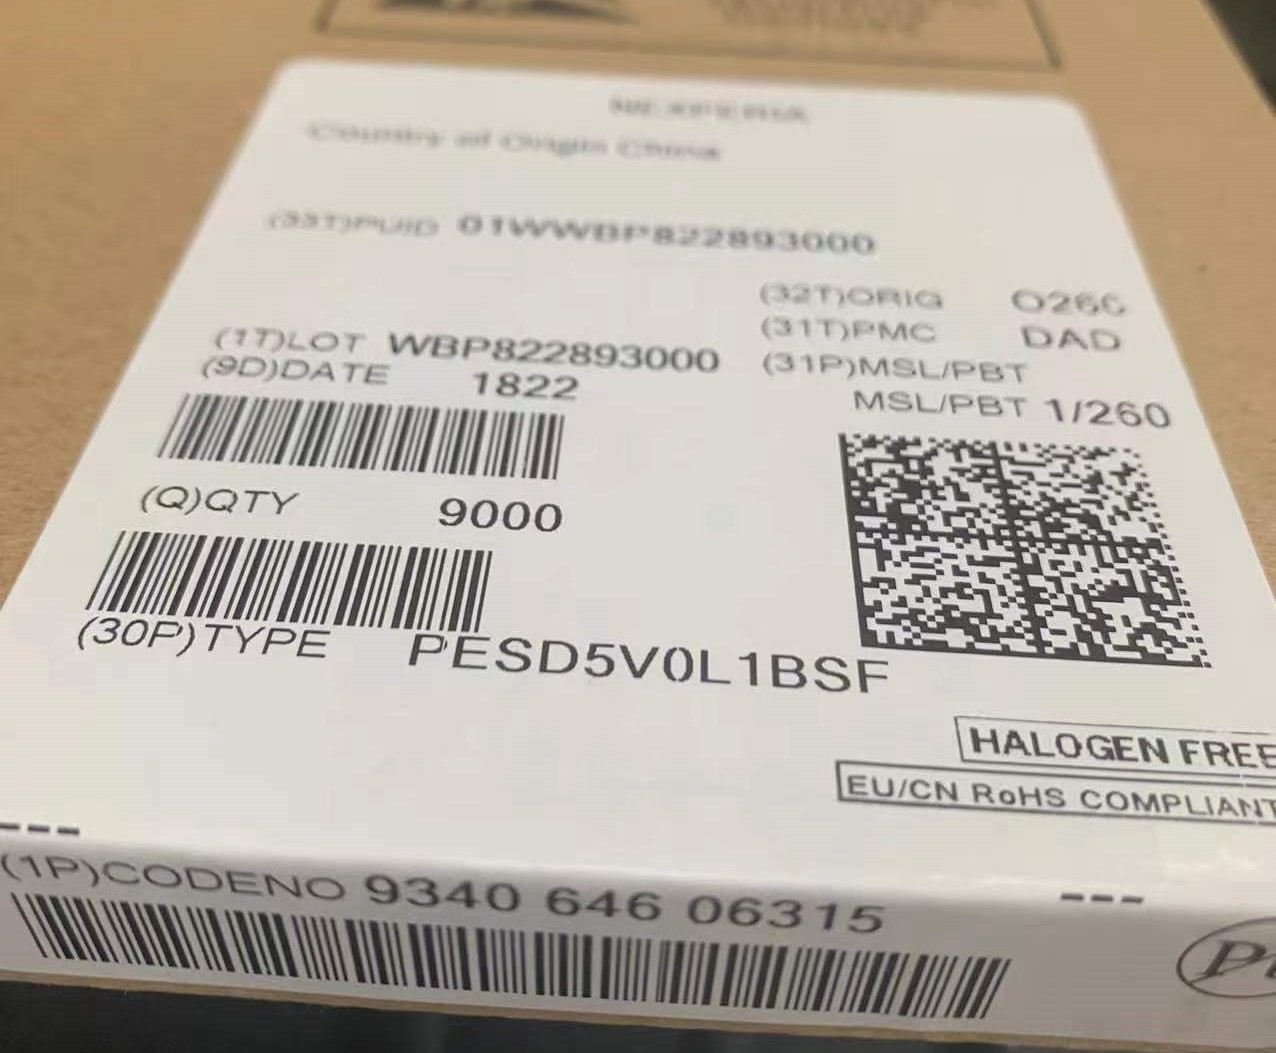 NEXPERIA
Country of Origin China
(33T)PUID 01WWBP822893000
(32T)ORIG
(31T)PMC DAD
(1T)LOT WBP822893000
(31P)MSL/PBT
(9D)DATE 1822
MSL/PBT 1/260
(Q)QTY 9000
(30P)TYPE PESD5V0L1BSF
HALOGEN FREE
EU/CN RoHS COMPLIANT
(1P)CODENO 9340 646 06315